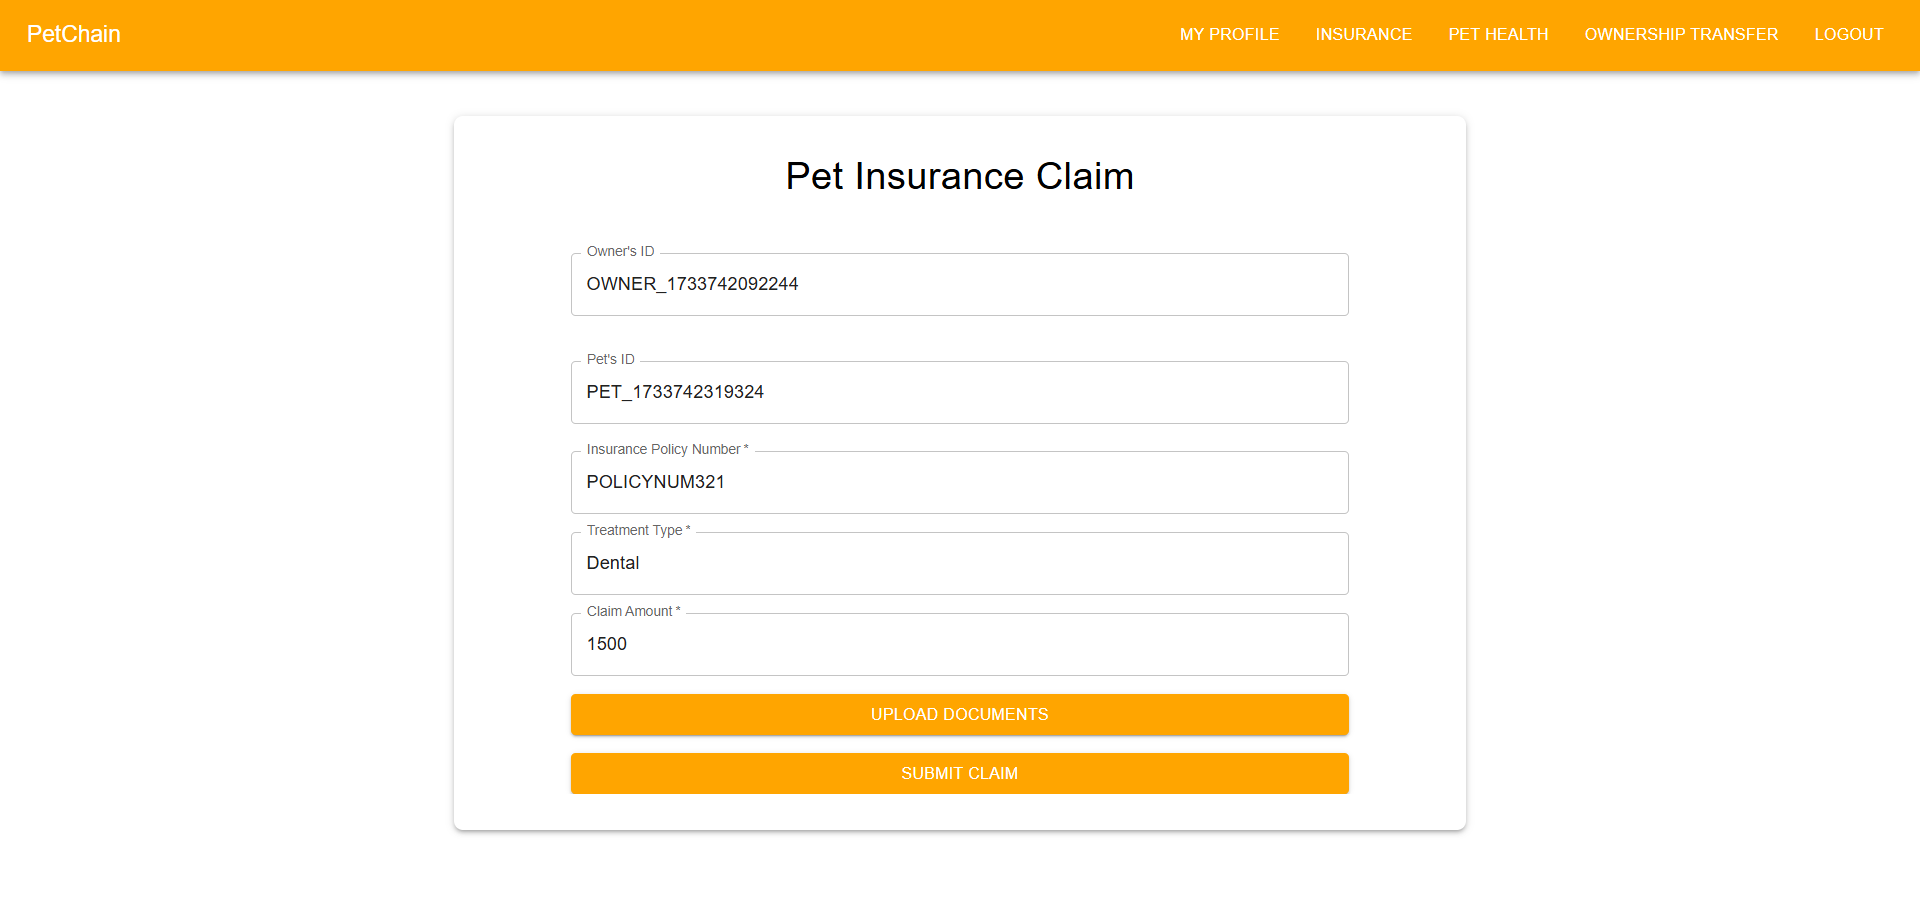 PetChain
MY PROFILE INSURANCE PET HEALTH OWNERSHIP TRANSFER LOGOUT
Pet Insurance Claim
Owner's ID
OWNER_1733742092244
Pet's ID
PET_1733742319324
Insurance Policy Number *
POLICYNUM321
Treatment Type *
Dental
Claim Amount *
1500
UPLOAD DOCUMENTS
SUBMIT CLAIM